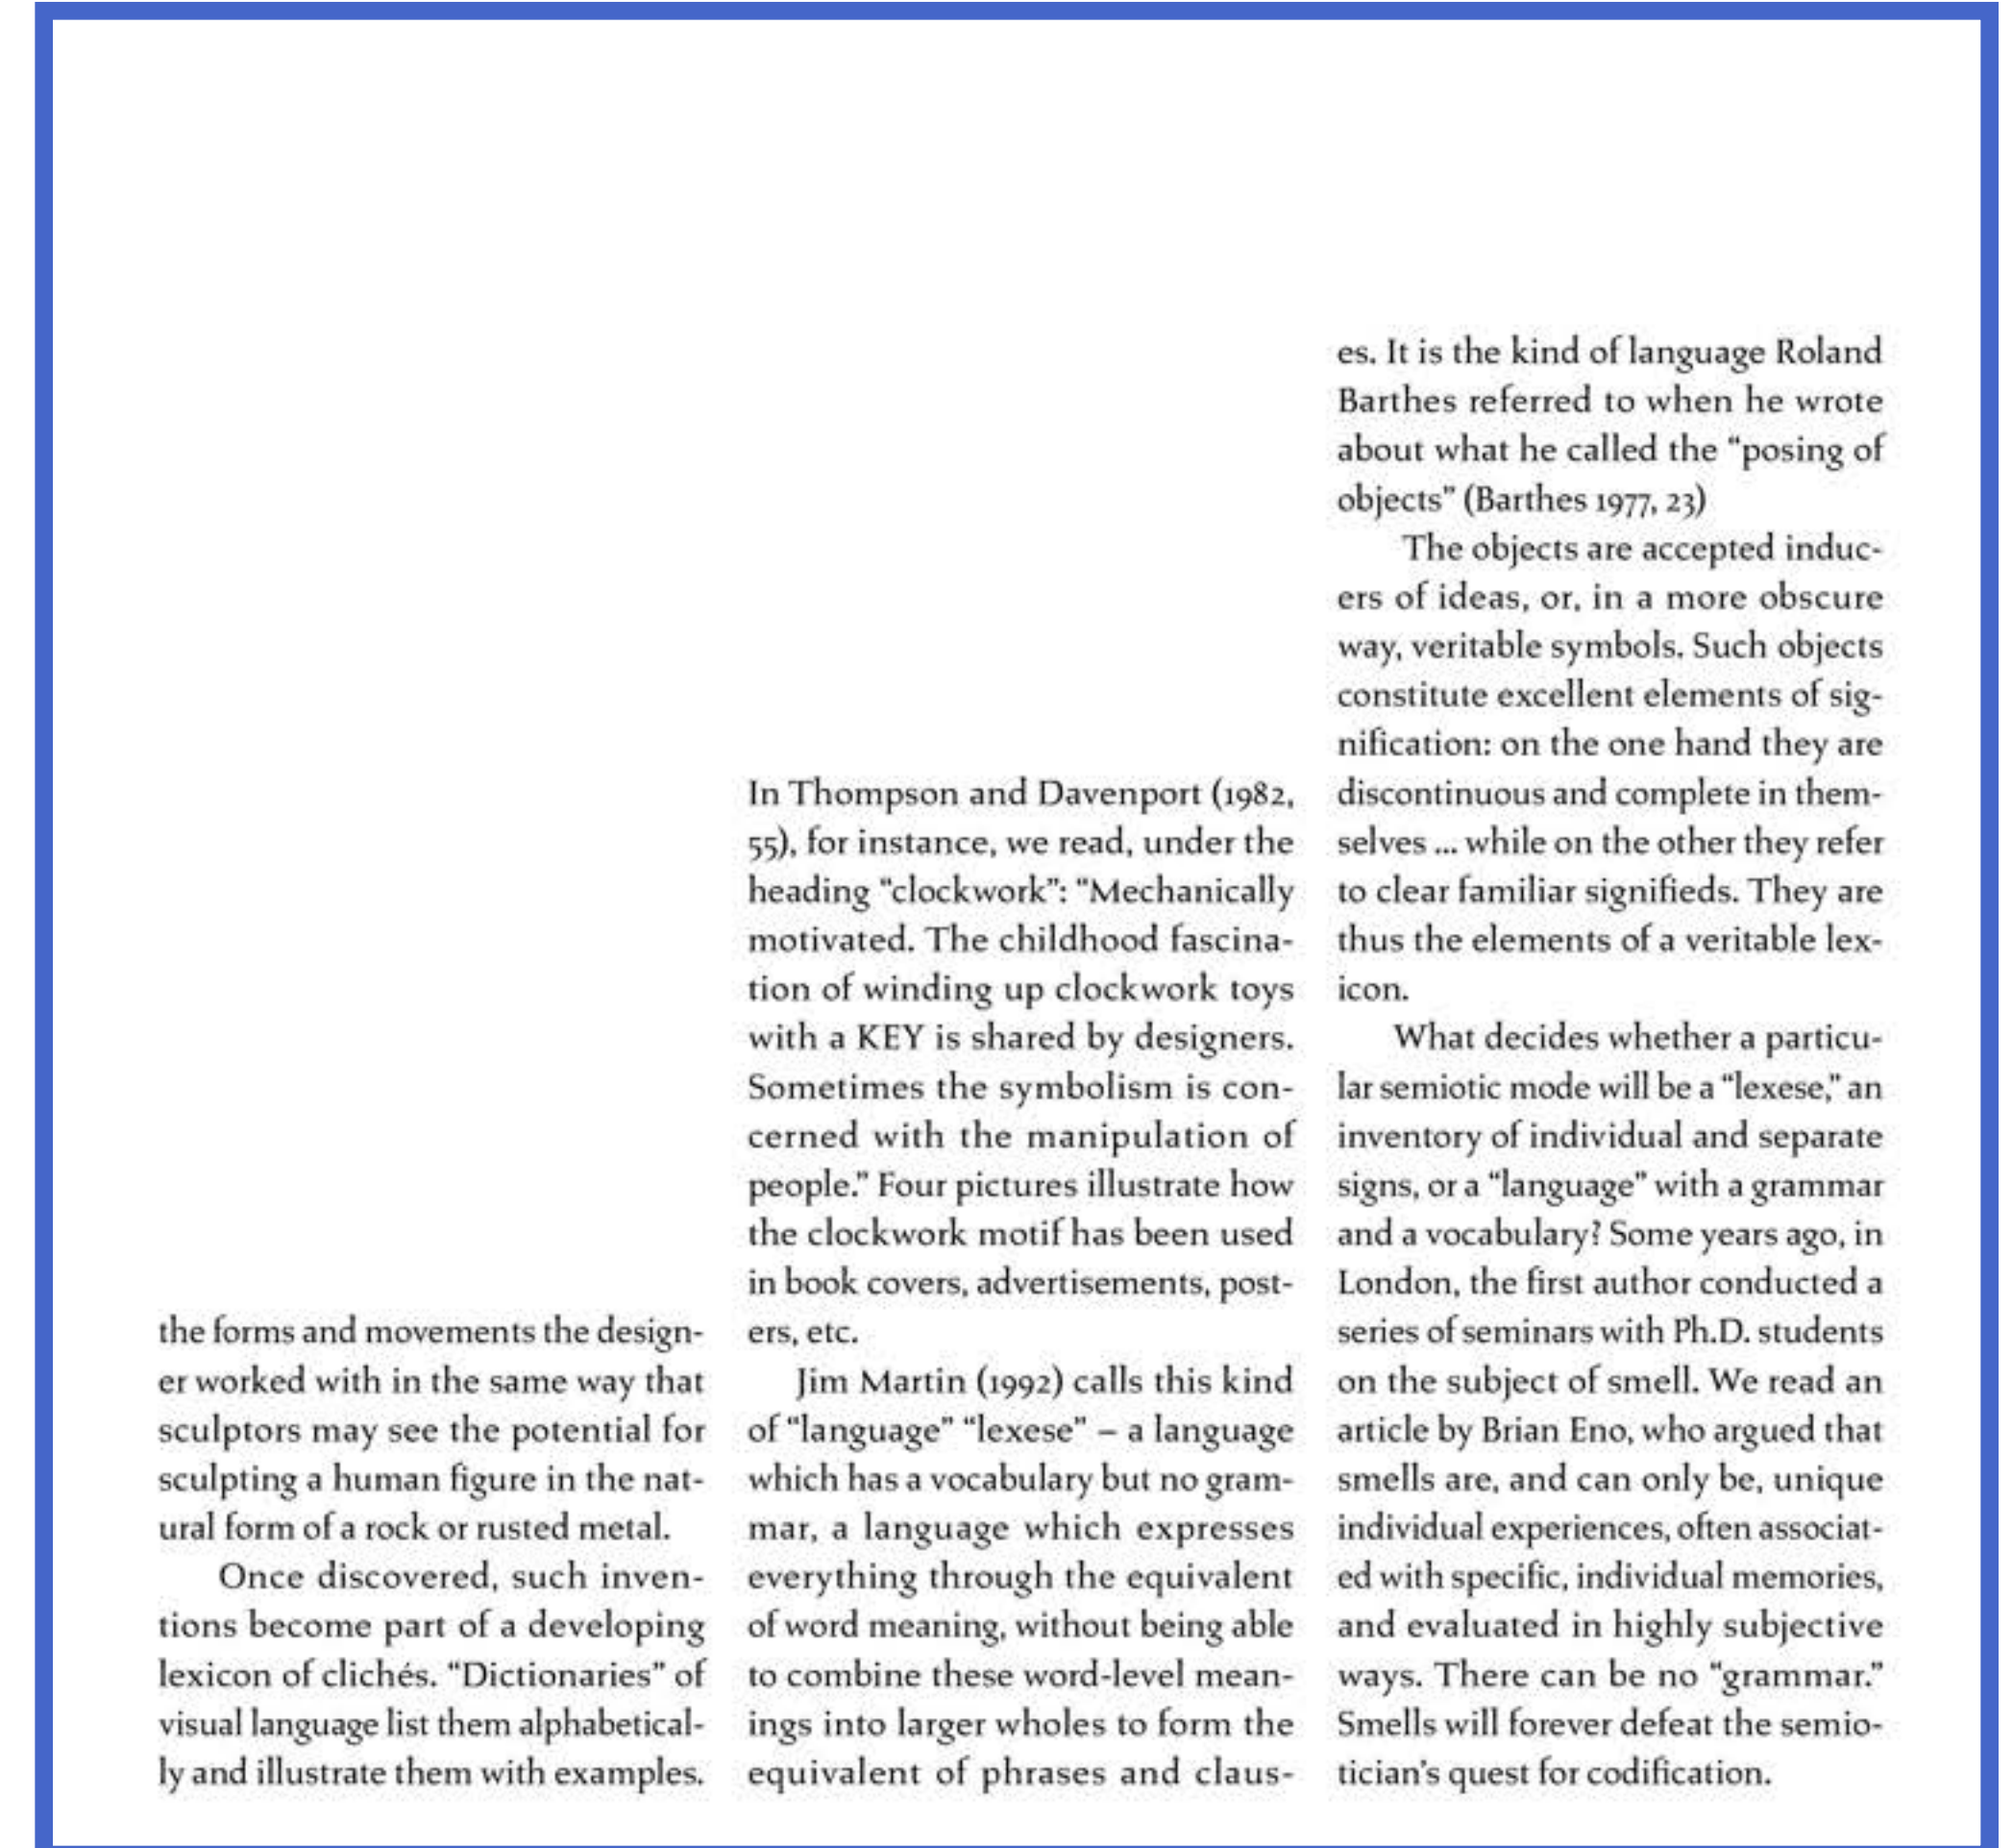 the forms and movements the design-
er worked with in the same way that
sculptors may see the potential for
sculpting a human figure in the nat-
ural form of a rock or rusted metal.
Once discovered, such inven-
tions become part of a developing
lexicon of clichés. “Dictionaries” of
visual language list them alphabetical-
ly and illustrate them with examples.
In Thompson and Davenport (1982,
55), for instance, we read, under the
heading “clockwork”: “Mechanically
motivated. The childhood fascina-
tion of winding up clockwork toys
with a KEY is shared by designers.
Sometimes the symbolism is con-
cerned with the manipulation of
people.” Four pictures illustrate how
the clockwork motif has been used
in book covers, advertisements, post-
ers, etc.
Jim Martin (1992) calls this kind
of “language” “lexese” – a language
which has a vocabulary but no gram-
mar, a language which expresses
everything through the equivalent
of word meaning, without being able
to combine these word-level mean-
ings into larger wholes to form the
equivalent of phrases and claus-
es. It is the kind of language Roland
Barthes referred to when he wrote
about what he called the “posing of
objects” (Barthes 1977, 23)
The objects are accepted induc-
ers of ideas, or, in a more obscure
way, veritable symbols. Such objects
constitute excellent elements of sig-
nification: on the one hand they are
discontinuous and complete in them-
selves ... while on the other they refer
to clear familiar signifieds. They are
thus the elements of a veritable lex-
icon.
What decides whether a particu-
lar semiotic mode will be a “lexese,” an
inventory of individual and separate
signs, or a “language” with a grammar
and a vocabulary? Some years ago, in
London, the first author conducted a
series of seminars with Ph.D. students
on the subject of smell. We read an
article by Brian Eno, who argued that
smells are, and can only be, unique
individual experiences, often associat-
ed with specific, individual memories,
and evaluated in highly subjective
ways. There can be no “grammar.”
Smells will forever defeat the semio-
tician’s quest for codification.